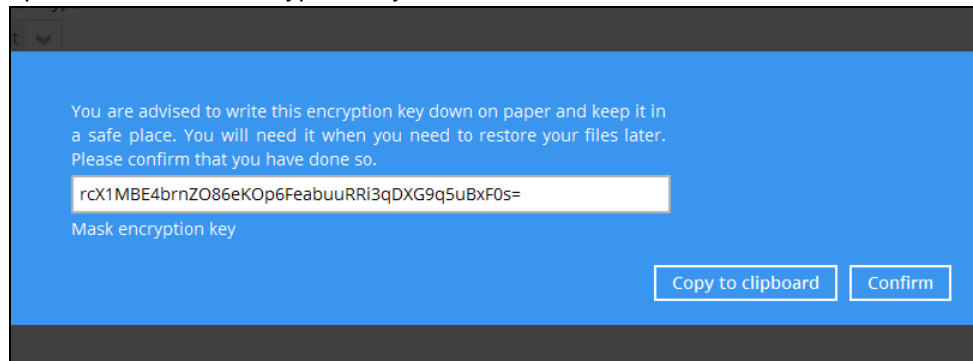 t
You are advised to write this encryption key down on paper and keep it in
a safe place. You will need it when you need to restore your files later.
Please confirm that you have done so.
rcX1MBE4brnZO86eKOp6FeabuuRRi3qDXG9q5uBxF0s=
Mask encryption key
Copy to clipboard Confirm